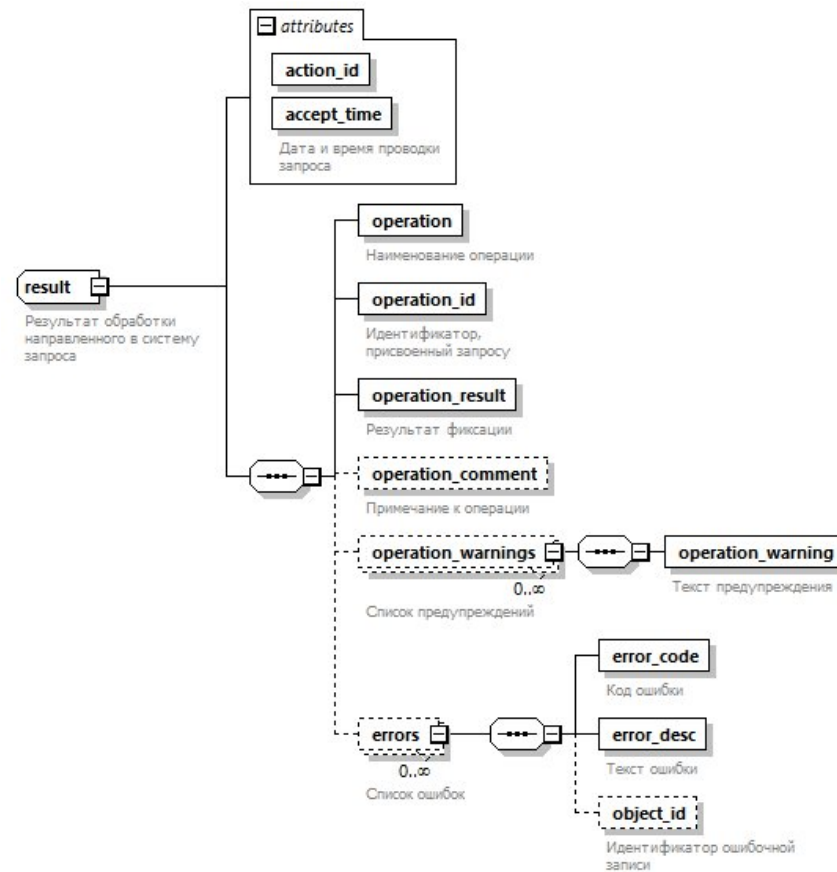 attributes
action_id
accept_time
Дата и время проводки
запроса
operation
Наименование операции
result
Результат обработки
направленного в систему
запроса
operation_id
Идентификатор,
присвоенный запросу
operation_result
Результат фиксации
operation_comment
Примечание к операции
operation_warnings
0..∞
Список предупреждений
operation_warning
Текст предупреждения
error_code
Код ошибки
errors
0..∞
Список ошибок
error_desc
Текст ошибки
object_id
Идентификатор ошибочной
записи